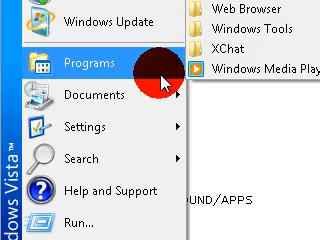 Windows Update
Programs
Documents
Settings
Search
Help and Support
Run...
Web Browser
Windows Tools
XChat
Windows Media Play
dows Vista™
OUND/APPS